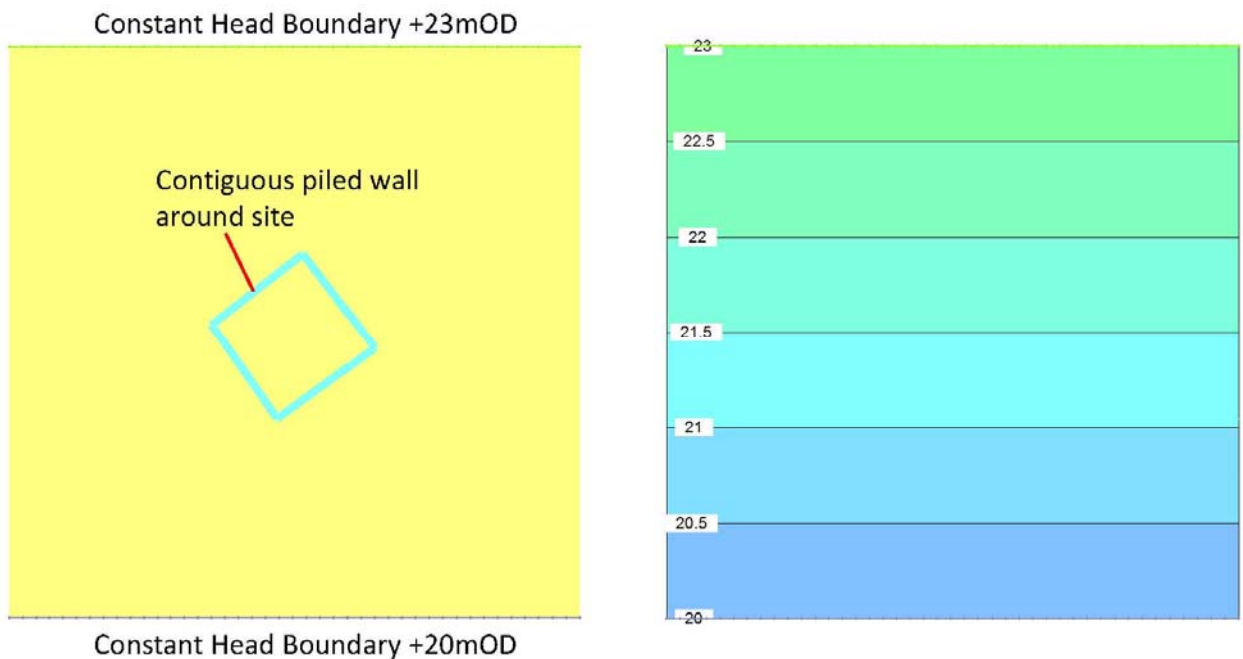 Constant Head Boundary +23mOD
Contiguous piled wall
around site
Constant Head Boundary +20mOD
23
22.5
22
21.5
21
20.5
20